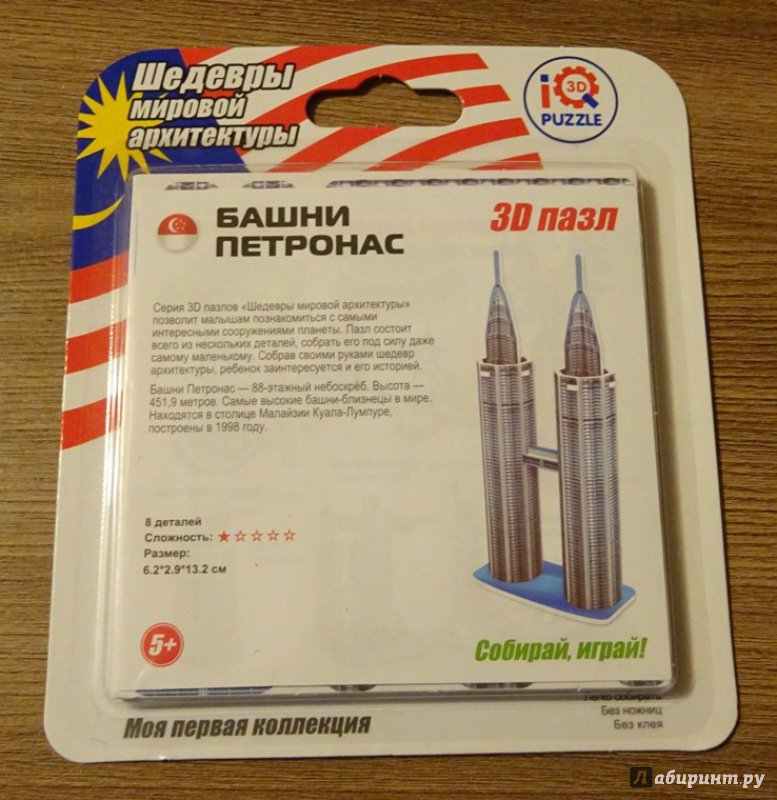 Шедевры
мировой
архитектуры
iQ 3D
PUZZLE
БАШНИ
ПЕТРОНАС
3D пазл
Серия 3D пазлов «Шедевры мировой архитектуры»
позволит малышам познакомиться с самыми
интересными сооружениями планеты. Пазл состоит
всего из нескольких деталей, собрать его под силу даже
самому маленькому. Собрав своими руками шедевр
архитектуры, ребенок заинтересуется и его историей.
Башни Петронас — 88-этажный небоскрёб. Высота —
451,9 метров. Самые высокие башни-близнецы в мире.
Находятся в столице Малайзии Куала-Лумпуре,
построены в 1998 году.
8 деталей
Сложность: ★☆☆☆☆
Размер:
6.2*2.9*13.2 см
5+
Собирай, играй!
Легко собирать
Без ножниц
Без клея
Моя первая коллекция
Лабиринт.ру